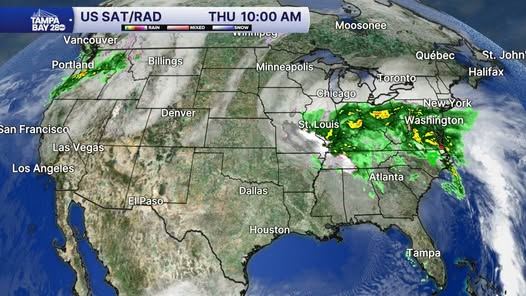 TAMPA BAY 28
US SAT/RAD
THU 10:00 AM
RAIN MIXED SNOW
Vancouver
Winnipeg
Moosonee
Portland
Billings
Minneapolis
Québec
St. John's
Toronto
Halifax
Chicago
New York
San Francisco
Denver
St. Louis
Washington
Las Vegas
Los Angeles
Atlanta
El Paso
Dallas
Houston
Tampa